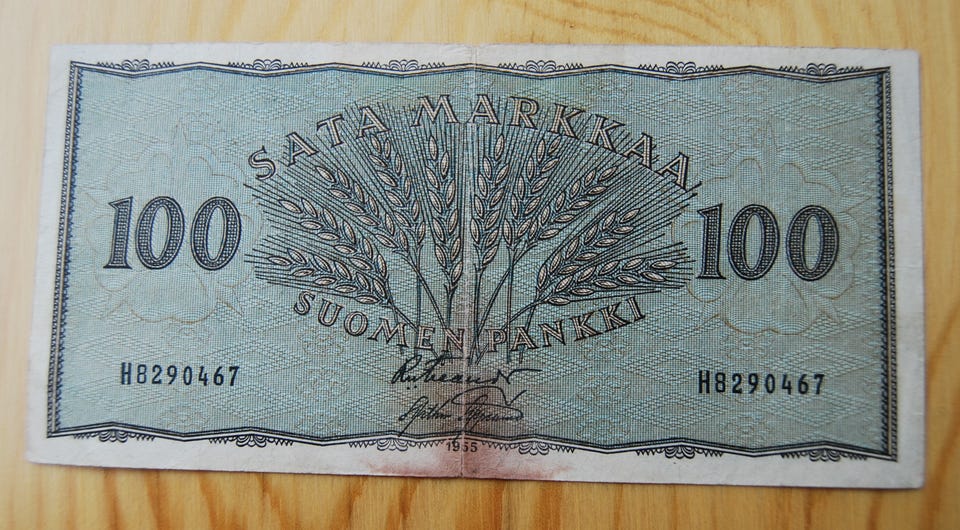 SATA MARKKAA
100 100
SUOMEN PANKKI
H8290467 H8290467
1955